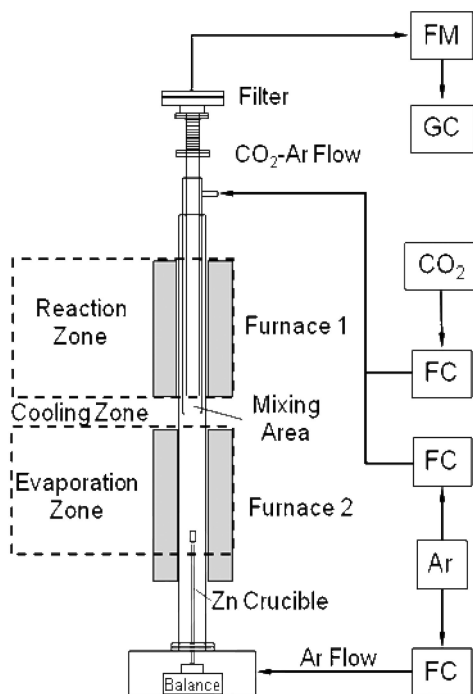 FM
Filter
GC
CO₂-Ar Flow
CO₂
Reaction
Zone
Furnace 1
FC
Cooling Zone
Mixing
Area
FC
Evaporation
Zone
Furnace 2
Ar
Zn Crucible
Ar Flow
FC
Balance